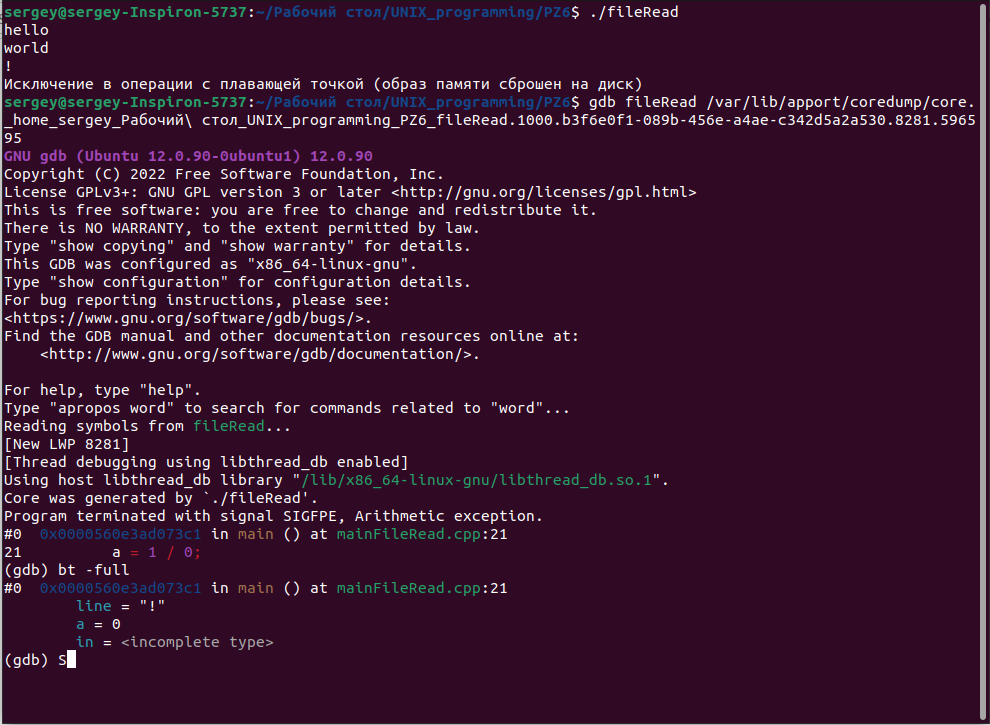 sergey@sergey-Inspiron-5737:~/Рабочий стол/UNIX_programming/PZ6$ ./fileRead
hello
world
!
Исключение в операции с плавающей точкой (образ памяти сброшен на диск)
sergey@sergey-Inspiron-5737:~/Рабочий стол/UNIX_programming/PZ6$ gdb fileRead /var/lib/apport/coredump/core.
_home_sergey_Рабочий\ стол_UNIX_programming_PZ6_fileRead.1000.b3f6e0f1-089b-456e-a4ae-c342d5a2a530.8281.5965
95
GNU gdb (Ubuntu 12.0.90-0ubuntu1) 12.0.90
Copyright (C) 2022 Free Software Foundation, Inc.
License GPLv3+: GNU GPL version 3 or later <http://gnu.org/licenses/gpl.html>
This is free software: you are free to change and redistribute it.
There is NO WARRANTY, to the extent permitted by law.
Type "show copying" and "show warranty" for details.
This GDB was configured as "x86_64-linux-gnu".
Type "show configuration" for configuration details.
For bug reporting instructions, please see:
<https://www.gnu.org/software/gdb/bugs/>.
Find the GDB manual and other documentation resources online at:
    <http://www.gnu.org/software/gdb/documentation/>.

For help, type "help".
Type "apropos word" to search for commands related to "word"...
Reading symbols from fileRead...
[New LWP 8281]
[Thread debugging using libthread_db enabled]
Using host libthread_db library "/lib/x86_64-linux-gnu/libthread_db.so.1".
Core was generated by `./fileRead'.
Program terminated with signal SIGFPE, Arithmetic exception.
#0  0x0000560e3ad073c1 in main () at mainFileRead.cpp:21
21          a = 1 / 0;
(gdb) bt -full
#0  0x0000560e3ad073c1 in main () at mainFileRead.cpp:21
        line = "!"
        a = 0
        in = <incomplete type>
(gdb) S